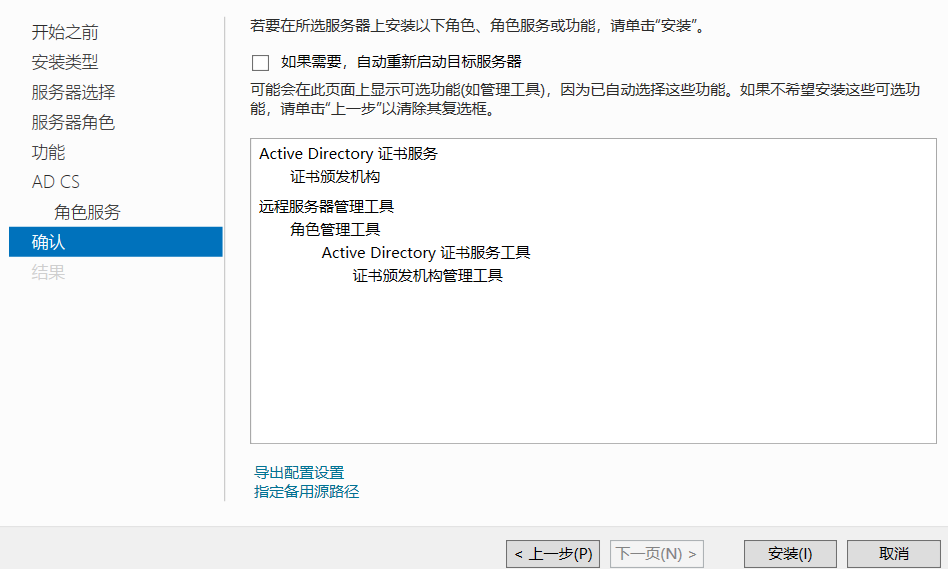 开始之前
安装类型
服务器选择
服务器角色
功能
AD CS
角色服务
确认
结果
若要在所选服务器上安装以下角色、角色服务或功能，请单击“安装”。
如果需要，自动重新启动目标服务器
可能会在此页面上显示可选功能(如管理工具)，因为已自动选择这些功能。如果不希望安装这些可选功
能，请单击“上一步”以清除其复选框。
Active Directory 证书服务
证书颁发机构
远程服务器管理工具
角色管理工具
Active Directory 证书服务工具
证书颁发机构管理工具
导出配置设置
指定备用源路径
< 上一步(P)
下一页(N) >
安装(I)
取消